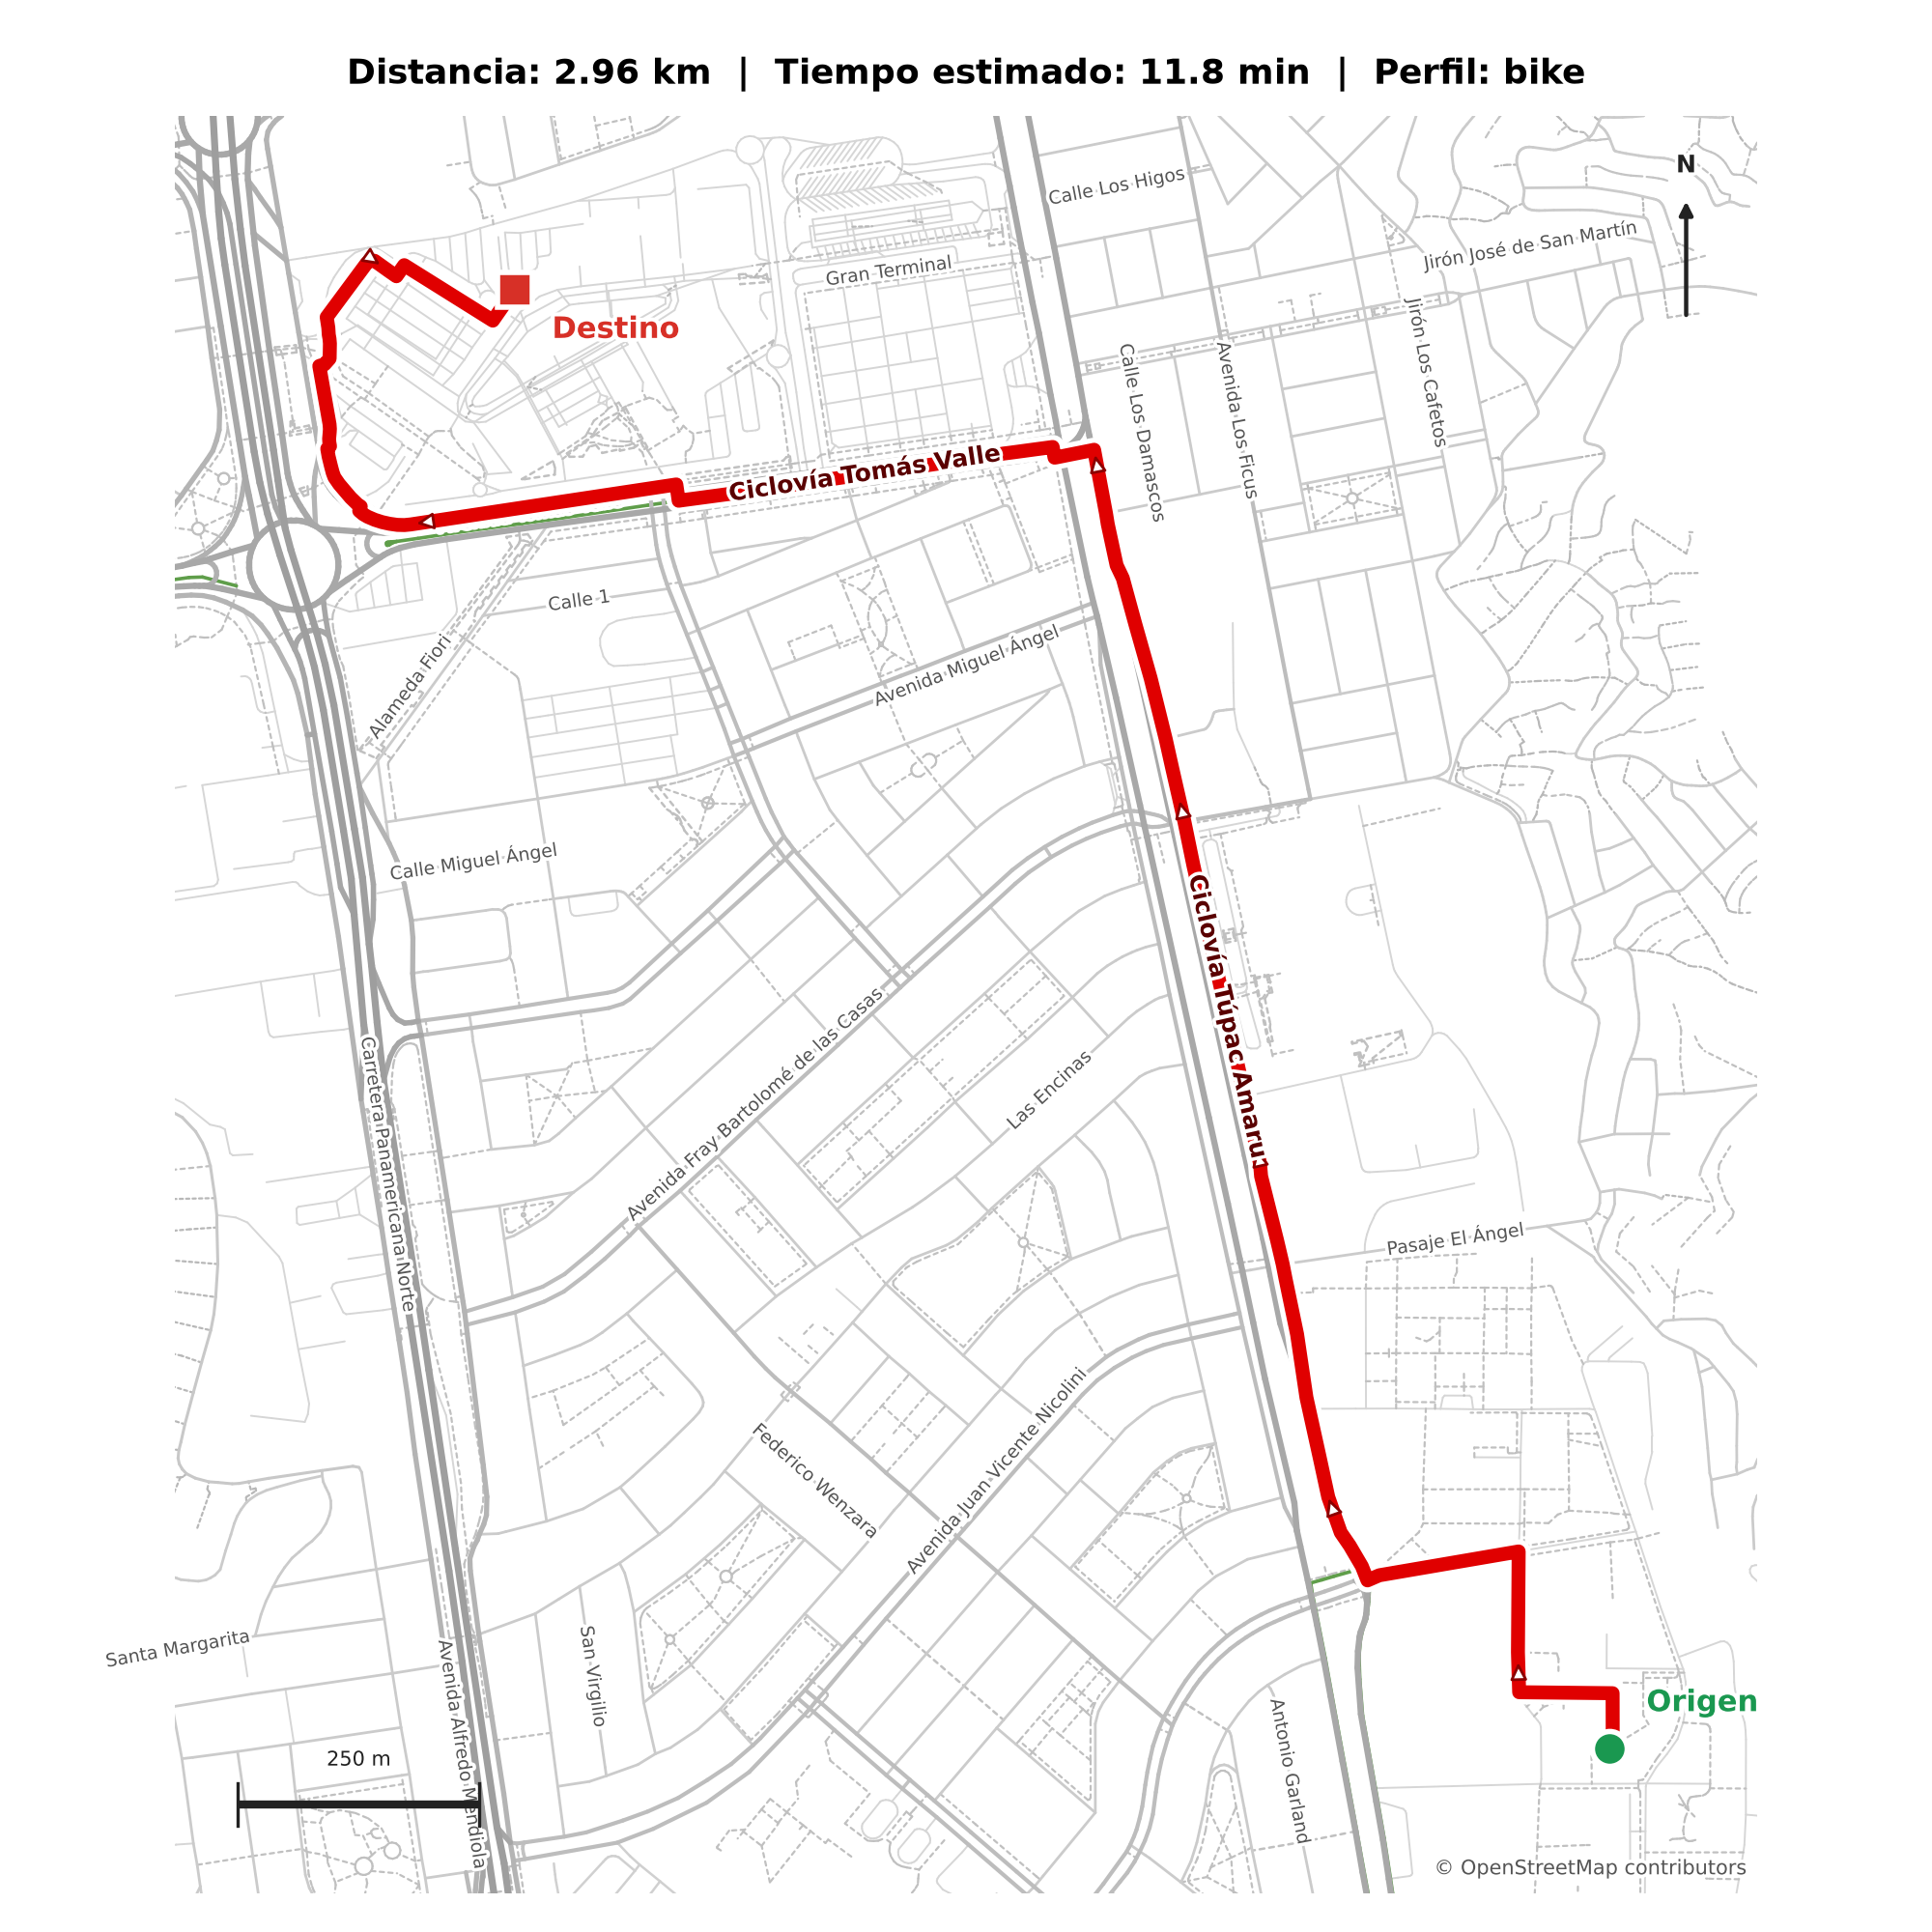 Distancia: 2.96 km | Tiempo estimado: 11.8 min | Perfil: bike
N
Calle Los Higos
Jirón José de San Martín
Gran Terminal
Destino
Jirón Los Cafetos
Calle Los Damascos
Avenida Los Ficus
Ciclovía Tomás Valle
Calle 1
Alameda Fiori
Avenida Miguel Ángel
Calle Miguel Ángel
Ciclovía Túpac Amaru
Avenida Fray Bartolomé de las Casas
Las Encinas
Carretera Panamericana Norte
Pasaje El Ángel
Federico Wenzara
Avenida Juan Vicente Nicolini
Santa Margarita
San Virgilio
Avenida Alfredo Mendiola
Antonio Garland
Origen
250 m
© OpenStreetMap contributors